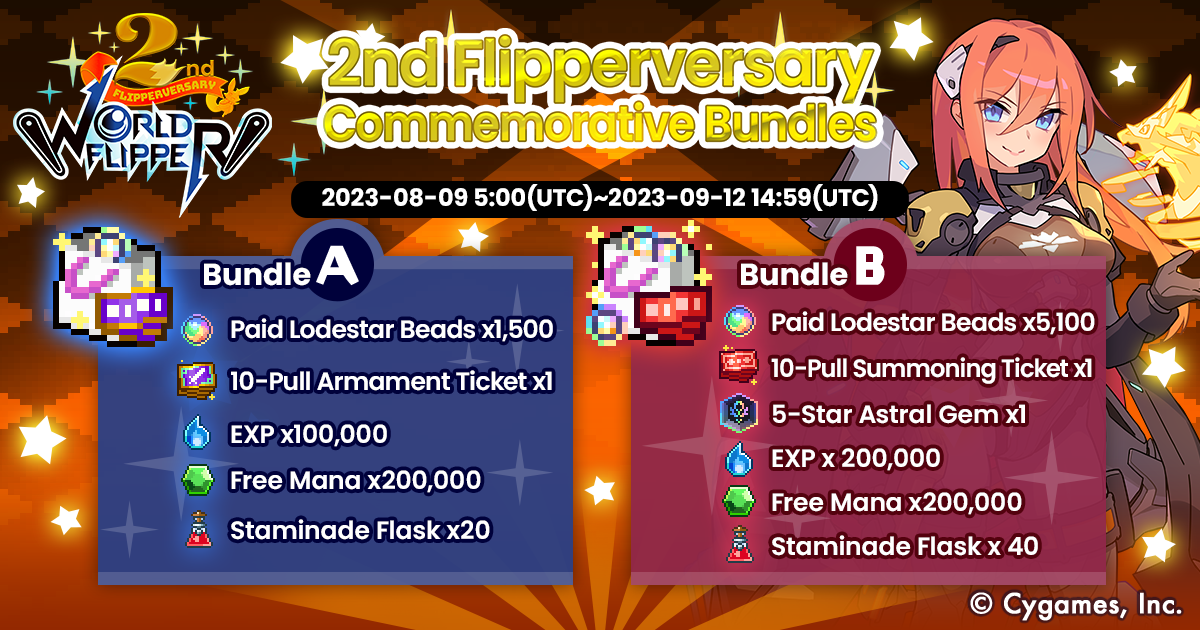 2nd
FLIPPERVERSARY
WORLD
FLIPPER
2nd Flipperversary
Commemorative Bundles
2023-08-09 5:00(UTC)~2023-09-12 14:59(UTC)
Bundle A
Paid Lodestar Beads x1,500
10-Pull Armament Ticket x1
EXP x100,000
Free Mana x200,000
Staminade Flask x20
Bundle B
Paid Lodestar Beads x5,100
10-Pull Summoning Ticket x1
5-Star Astral Gem x1
EXP x 200,000
Free Mana x200,000
Staminade Flask x 40
© Cygames, Inc.